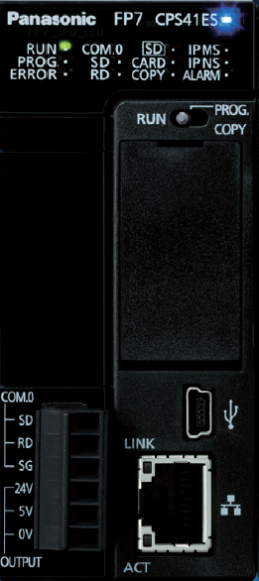 Panasonic FP7 CPS41ES
RUN COM.0 SD IPMS
PROG. SD CARD IPNS
ERROR RD COPY ALARM
RUN PROG.
COPY
COM.0
SD
RD
SG
24V
5V
0V
OUTPUT
LINK
ACT